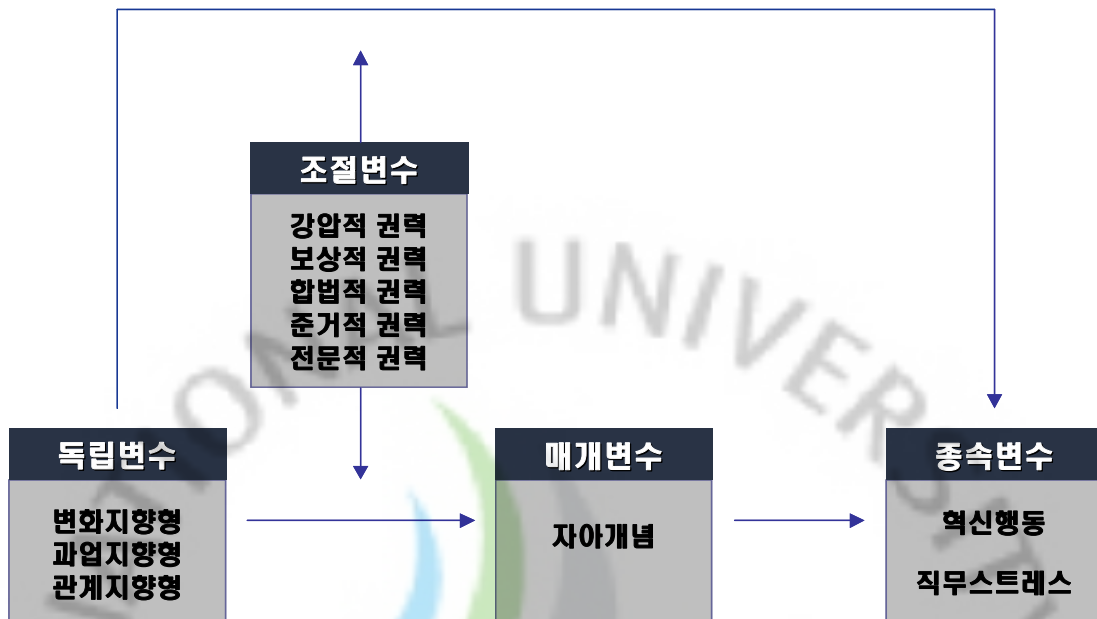 조절변수
강압적 권력
보상적 권력
합법적 권력
준거적 권력
전문적 권력
독립변수
변화지향형
과업지향형
관계지향형
매개변수
자아개념
종속변수
혁신행동
직무스트레스
ATIONAL UNIVERSITY